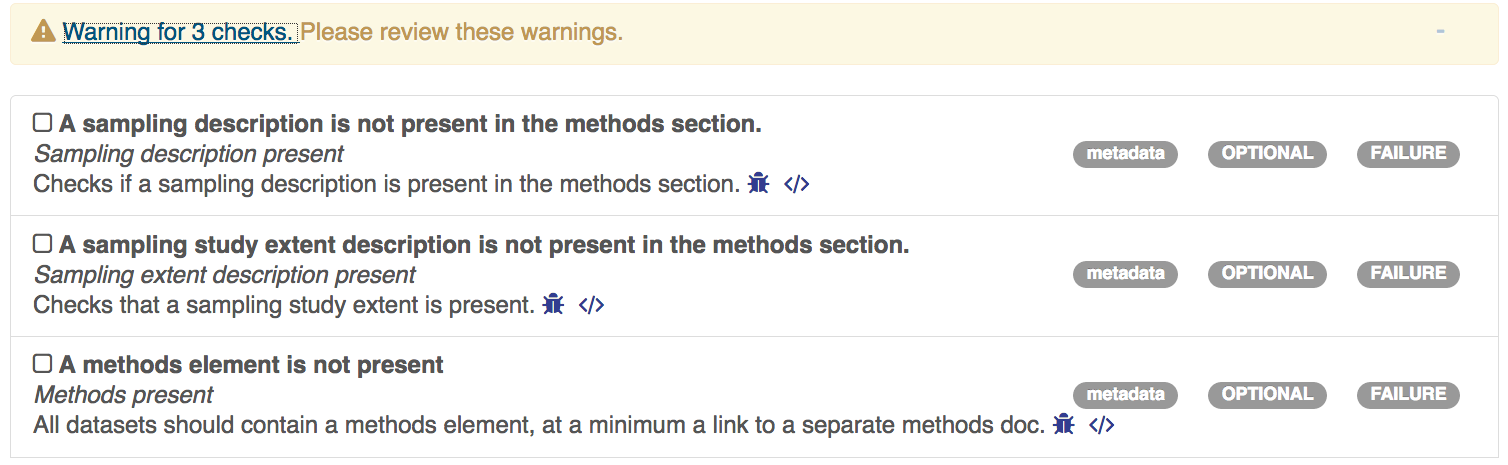 Warning for 3 checks. Please review these warnings.
A sampling description is not present in the methods section.
Sampling description present
metadata OPTIONAL FAILURE
Checks if a sampling description is present in the methods section. </>
A sampling study extent description is not present in the methods section.
Sampling extent description present
metadata OPTIONAL FAILURE
Checks that a sampling study extent is present. </>
A methods element is not present
Methods present
metadata OPTIONAL FAILURE
All datasets should contain a methods element, at a minimum a link to a separate methods doc. </>